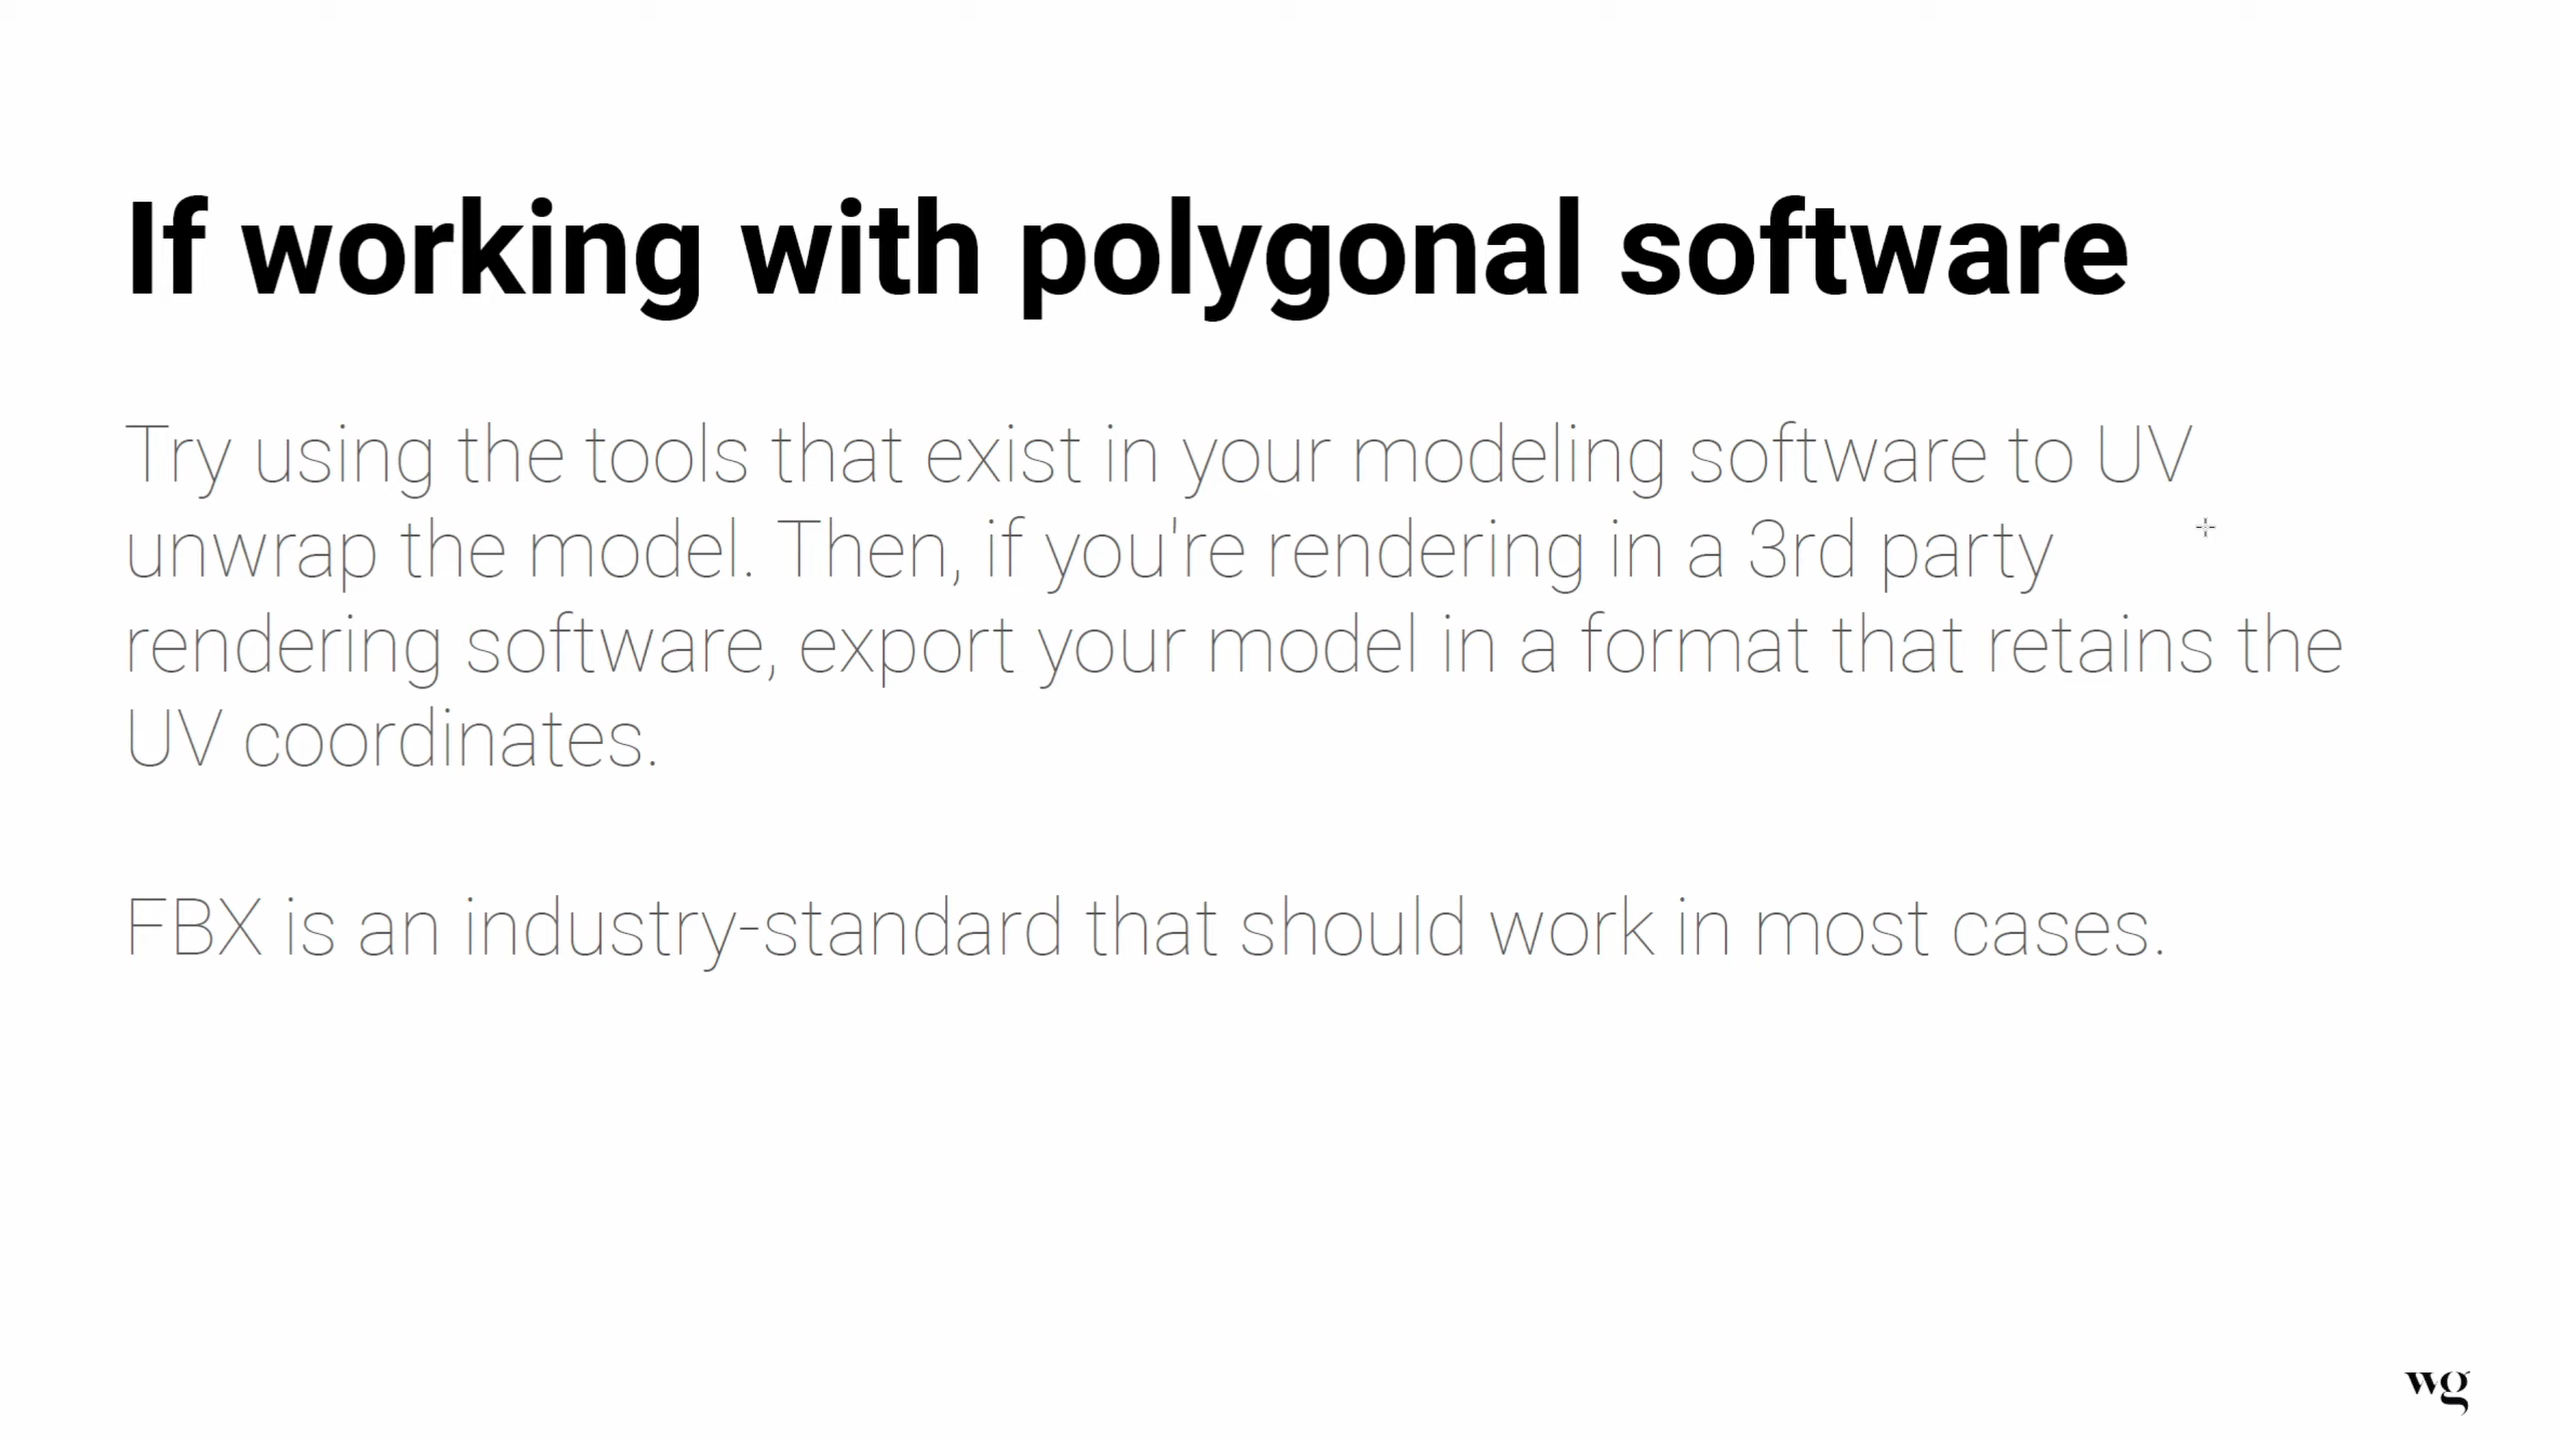 If working with polygonal software
Try using the tools that exist in your modeling software to UV
unwrap the model. Then, if you're rendering in a 3rd party
rendering software, export your model in a format that retains the
UV coordinates.
FBX is an industry-standard that should work in most cases.
wg